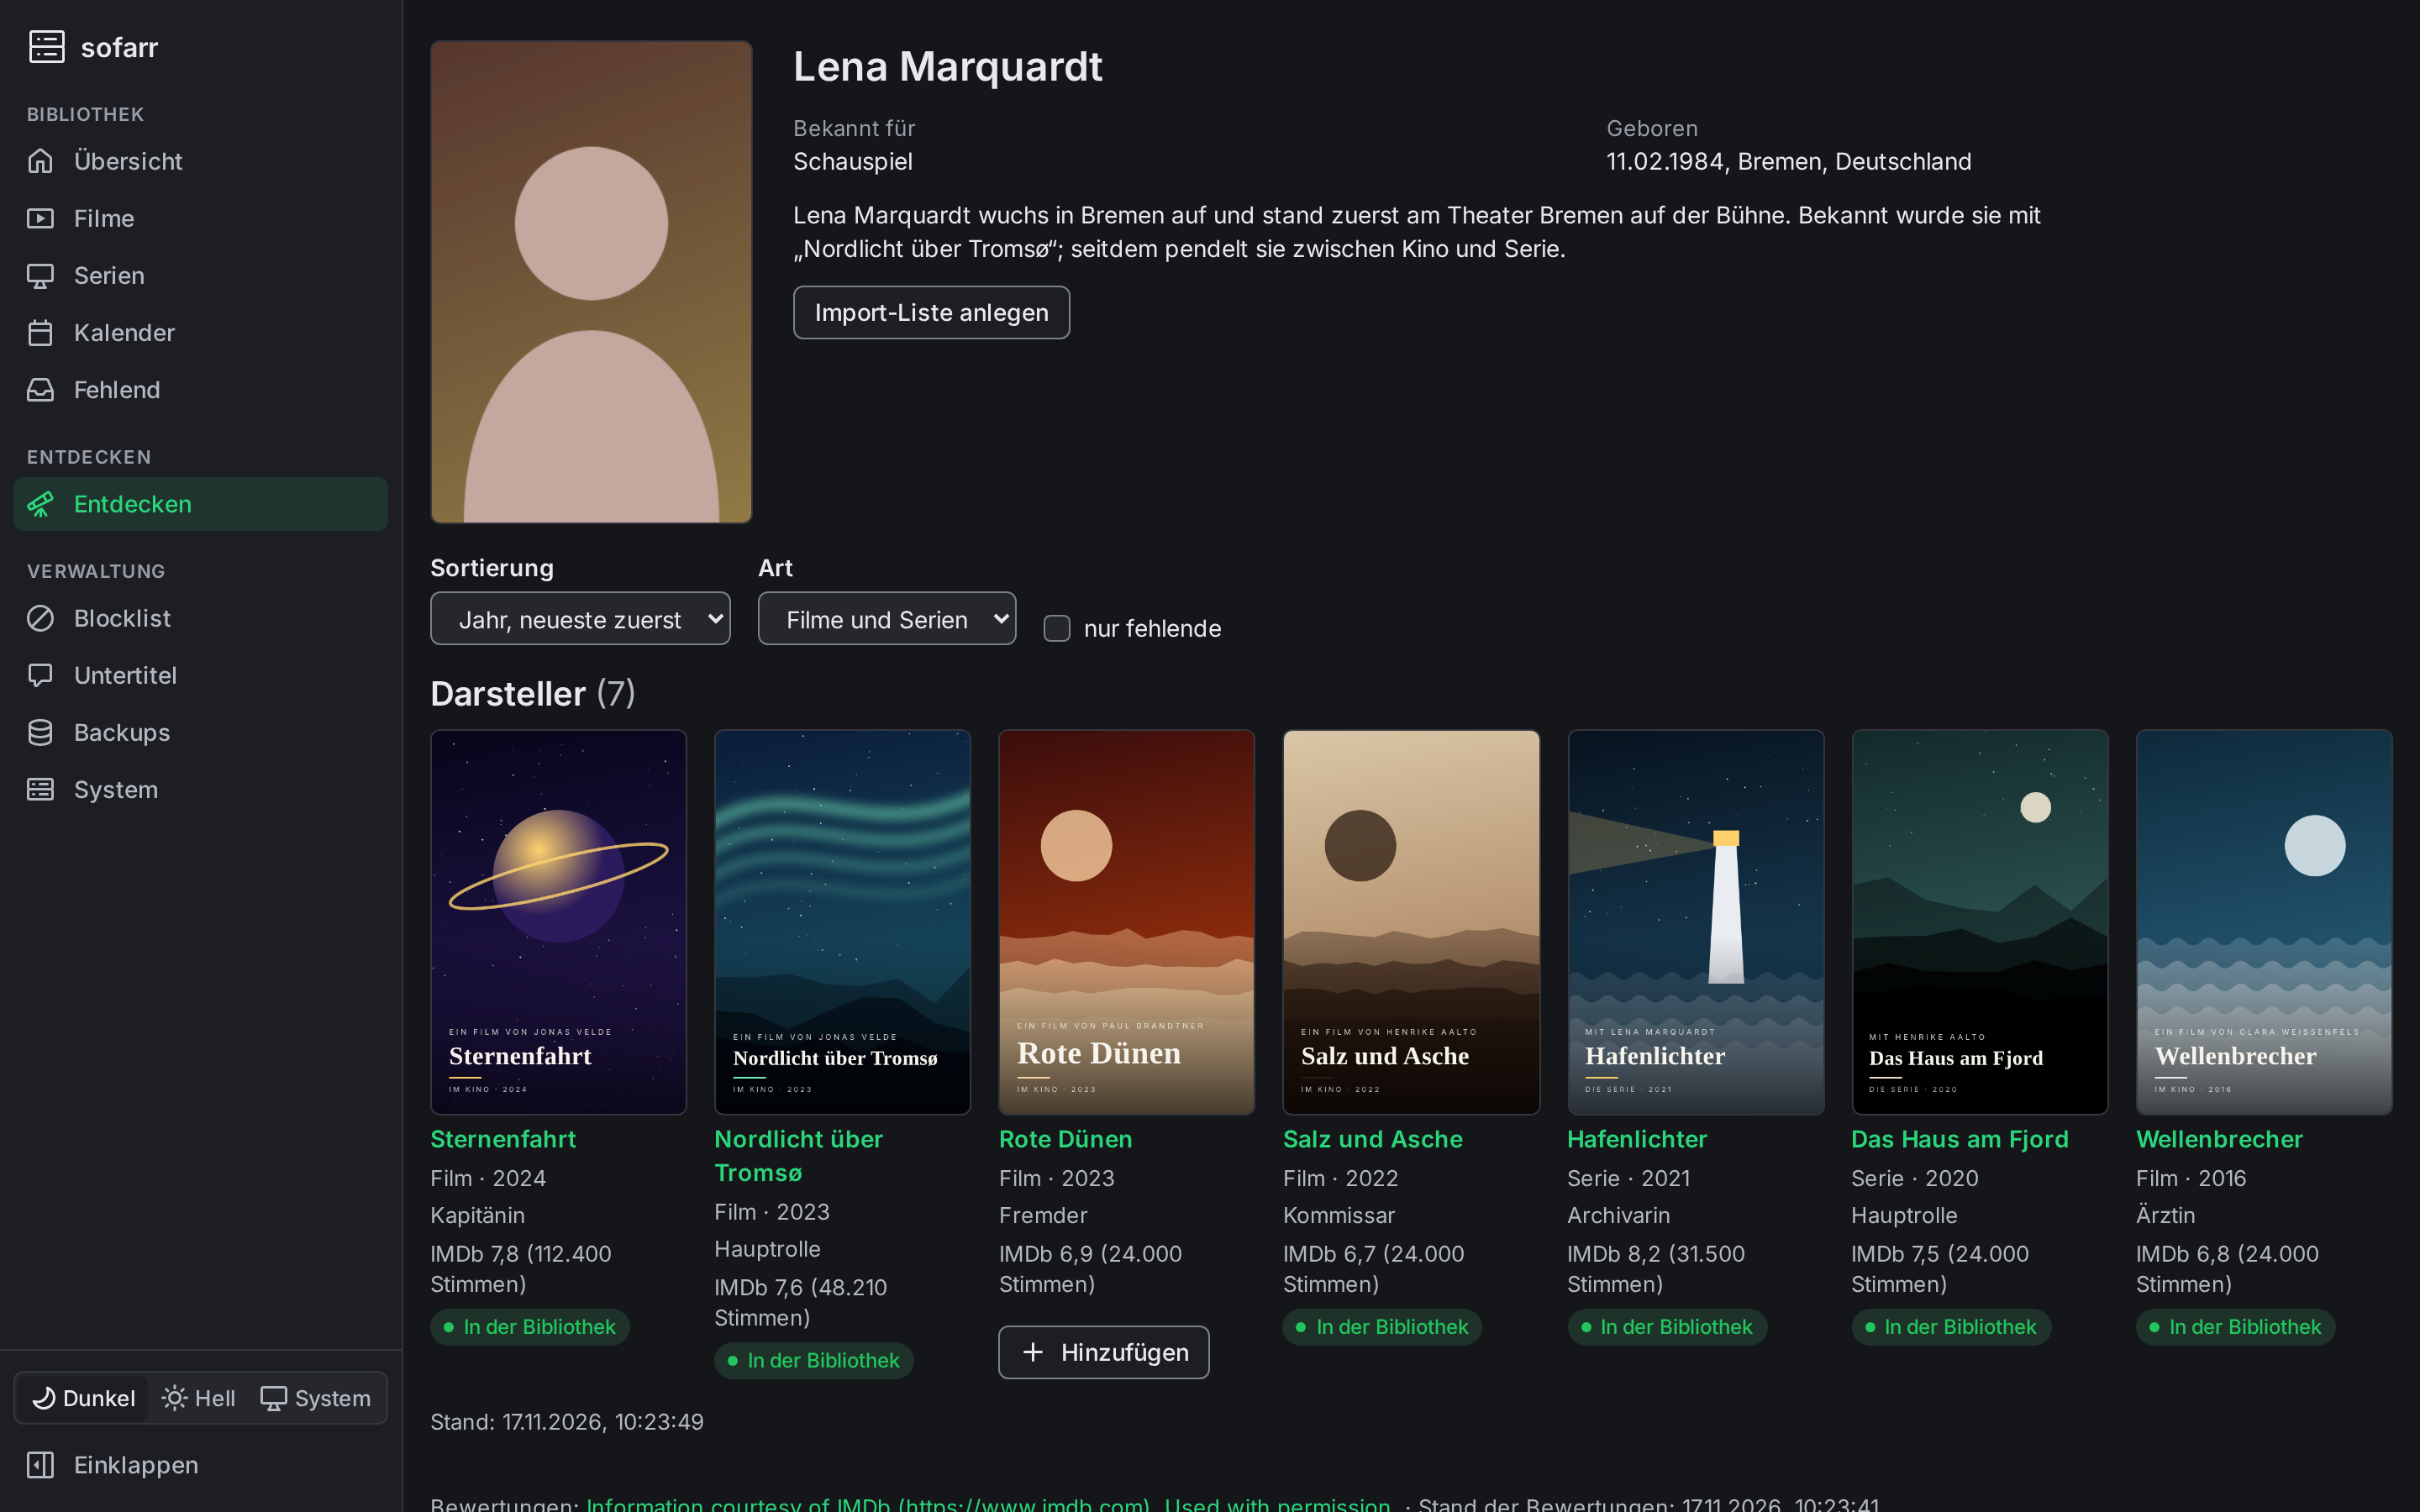 sofarr
BIBLIOTHEK
Übersicht
Filme
Serien
Kalender
Fehlend
ENTDECKEN
Entdecken
VERWALTUNG
Blocklist
Untertitel
Backups
System
Dunkel
Hell
System
Einklappen
Lena Marquardt
Bekannt für
Schauspiel
Geboren
11.02.1984, Bremen, Deutschland
Lena Marquardt wuchs in Bremen auf und stand zuerst am Theater Bremen auf der Bühne. Bekannt wurde sie mit
„Nordlicht über Tromsø“; seitdem pendelt sie zwischen Kino und Serie.
Import-Liste anlegen
Sortierung
Jahr, neueste zuerst
Art
Filme und Serien
nur fehlende
Darsteller (7)
EIN FILM VON JONAS VELDE
Sternenfahrt
IM KINO · 2024
Sternenfahrt
Film · 2024
Kapitänin
IMDb 7,8 (112.400
Stimmen)
In der Bibliothek
EIN FILM VON JONAS VELDE
Nordlicht über Tromsø
IM KINO · 2023
Nordlicht über
Tromsø
Film · 2023
Hauptrolle
IMDb 7,6 (48.210
Stimmen)
In der Bibliothek
EIN FILM VON PAUL BRANDTNER
Rote Dünen
IM KINO · 2023
Rote Dünen
Film · 2023
Fremder
IMDb 6,9 (24.000
Stimmen)
Hinzufügen
EIN FILM VON HENRIKE AALTO
Salz und Asche
IM KINO · 2022
Salz und Asche
Film · 2022
Kommissar
IMDb 6,7 (24.000
Stimmen)
In der Bibliothek
MIT LENA MARQUARDT
Hafenlichter
DIE SERIE · 2021
Hafenlichter
Serie · 2021
Archivarin
IMDb 8,2 (31.500
Stimmen)
In der Bibliothek
MIT HENRIKE AALTO
Das Haus am Fjord
DIE SERIE · 2020
Das Haus am Fjord
Serie · 2020
Hauptrolle
IMDb 7,5 (24.000
Stimmen)
In der Bibliothek
EIN FILM VON CLARA WEISSENFELS
Wellenbrecher
IM KINO · 2016
Wellenbrecher
Film · 2016
Ärztin
IMDb 6,8 (24.000
Stimmen)
In der Bibliothek
Stand: 17.11.2026, 10:23:49
Bewertungen: Information courtesy of IMDb (https://www.imdb.com). Used with permission. · Stand der Bewertungen: 17.11.2026, 10:23:41